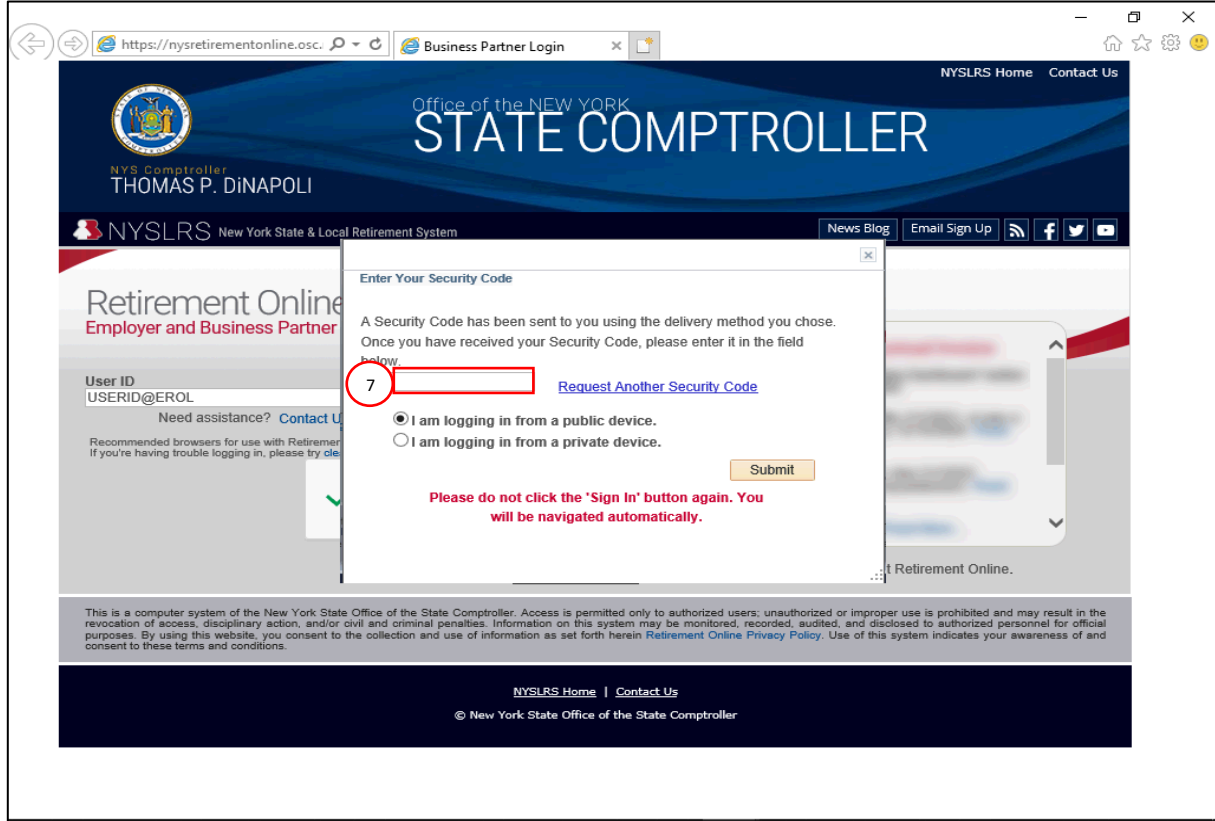 https://nysretirementonline.osc.
Business Partner Login
NYSLRS Home Contact Us
Office of the NEW YORK
STATE COMPTROLLER
NYS Comptroller
THOMAS P. DiNAPOLI
NYSLRS New York State & Local Retirement System
News Blog Email Sign Up
Enter Your Security Code
Retirement Online
Employer and Business Partner
A Security Code has been sent to you using the delivery method you chose.
Once you have received your Security Code, please enter it in the field
below.
7
Request Another Security Code
User ID
USERID@EROL
Need assistance? Contact U
I am logging in from a public device.
I am logging in from a private device.
Recommended browsers for use with Retiremen
If you're having trouble logging in, please try cle
Submit
Please do not click the 'Sign In' button again. You
will be navigated automatically.
t Retirement Online.
This is a computer system of the New York State Office of the State Comptroller. Access is permitted only to authorized users; unauthorized or improper use is prohibited and may result in the
revocation of access, disciplinary action, and/or civil and criminal penalties. Information on this system may be monitored, recorded, audited, and disclosed to authorized personnel for official
purposes. By using this website, you consent to the collection and use of information as set forth herein Retirement Online Privacy Policy. Use of this system indicates your awareness of and
consent to these terms and conditions.
NYSLRS Home | Contact Us
© New York State Office of the State Comptroller